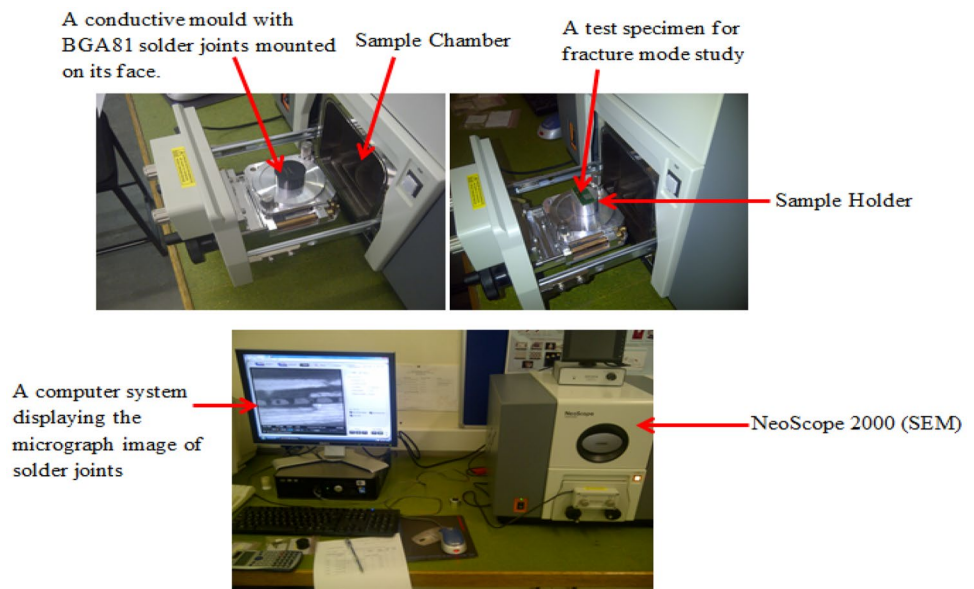 A conductive mould with
BGA81 solder joints mounted
on its face.
Sample Chamber
A test specimen for
fracture mode study
Sample Holder
A computer system
displaying the
micrograph image of
solder joints
NeoScope
NeoScope 2000 (SEM)